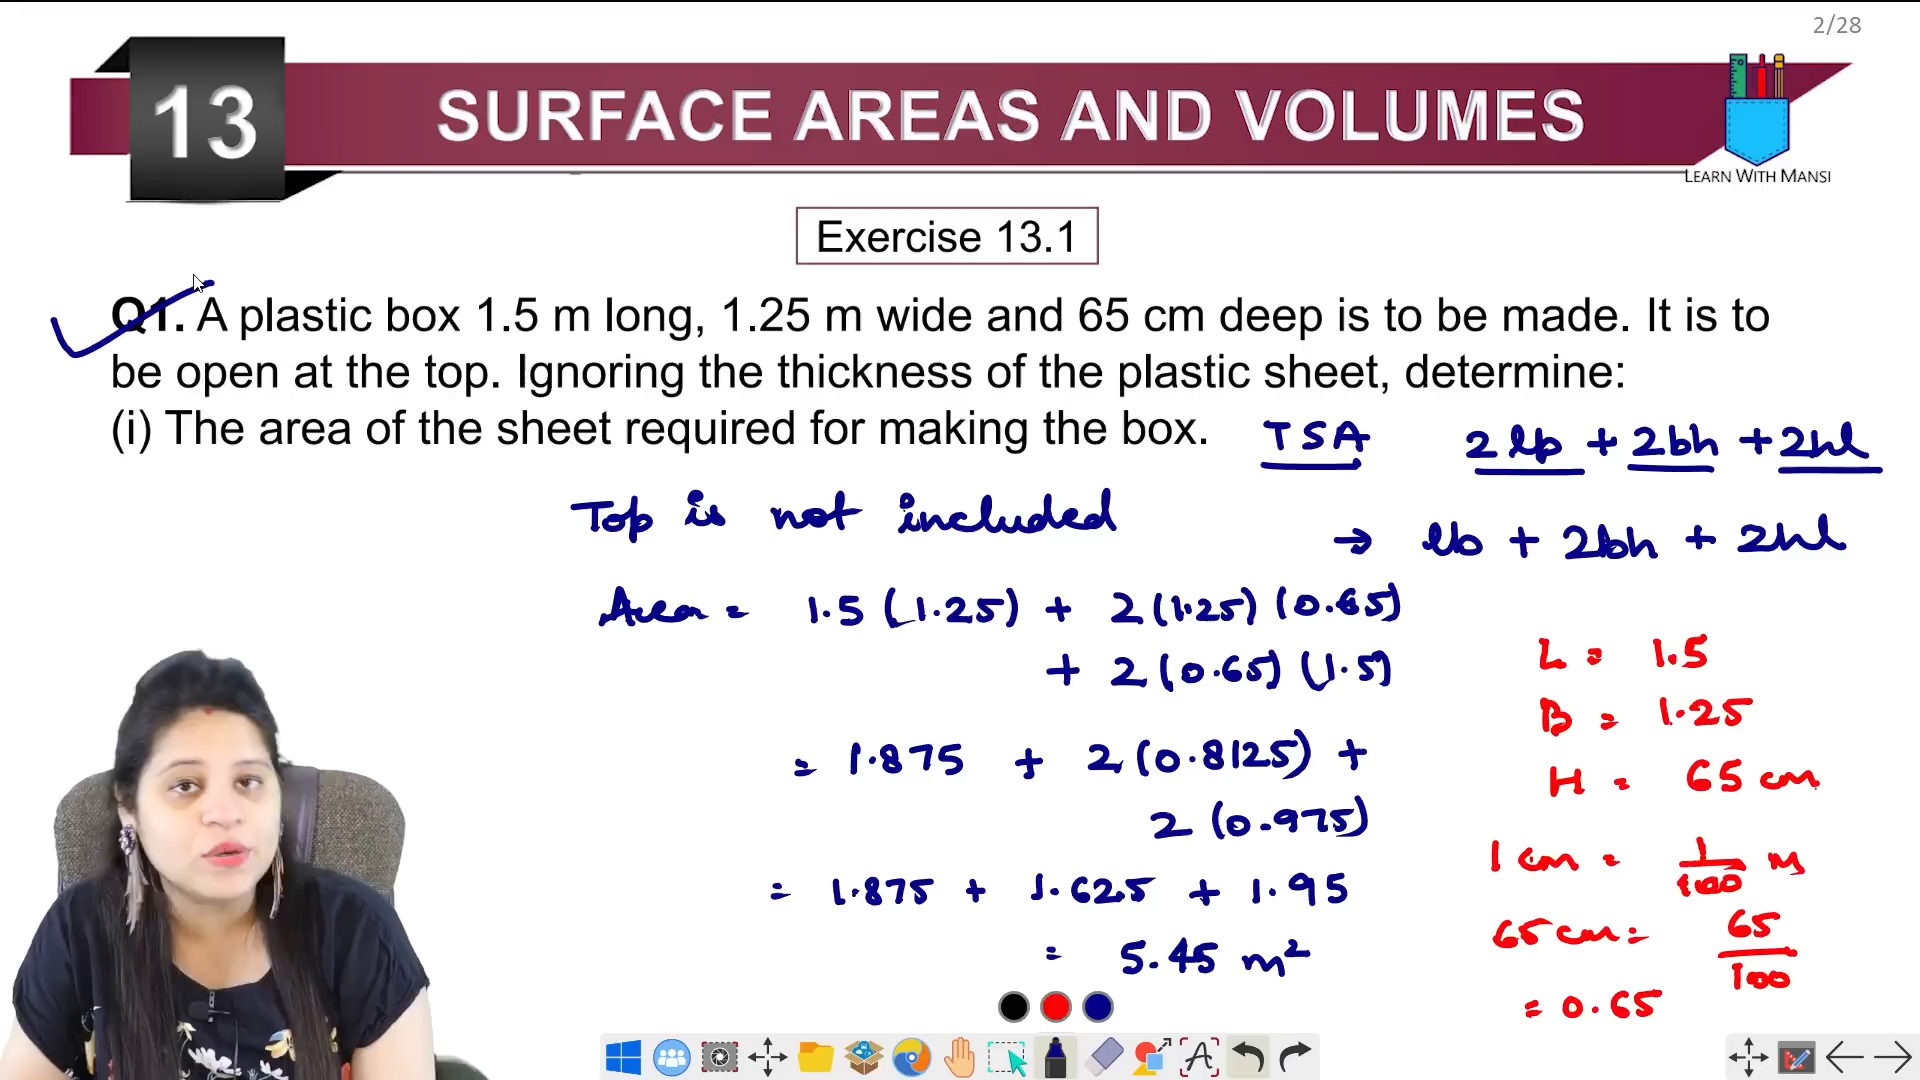 2/28
13
SURFACE AREAS AND VOLUMES
LEARN WITH MANSI
Exercise 13.1
Q1. A plastic box 1.5 m long, 1.25 m wide and 65 cm deep is to be made. It is to
be open at the top. Ignoring the thickness of the plastic sheet, determine:
(i) The area of the sheet required for making the box.
TSA 2lb + 2bh + 2hl
Top is not included
→ lb + 2bh + 2hl
Area = 1.5 (1.25) + 2 (1.25) (0.65)
+ 2 (0.65) (1.5)
= 1.875 + 2 (0.8125) +
2 (0.975)
= 1.875 + 1.625 + 1.95
= 5.45 m²
L = 1.5
B = 1.25
H = 65 cm
1 cm = 1/100 m
65 cm = 65/100
= 0.65